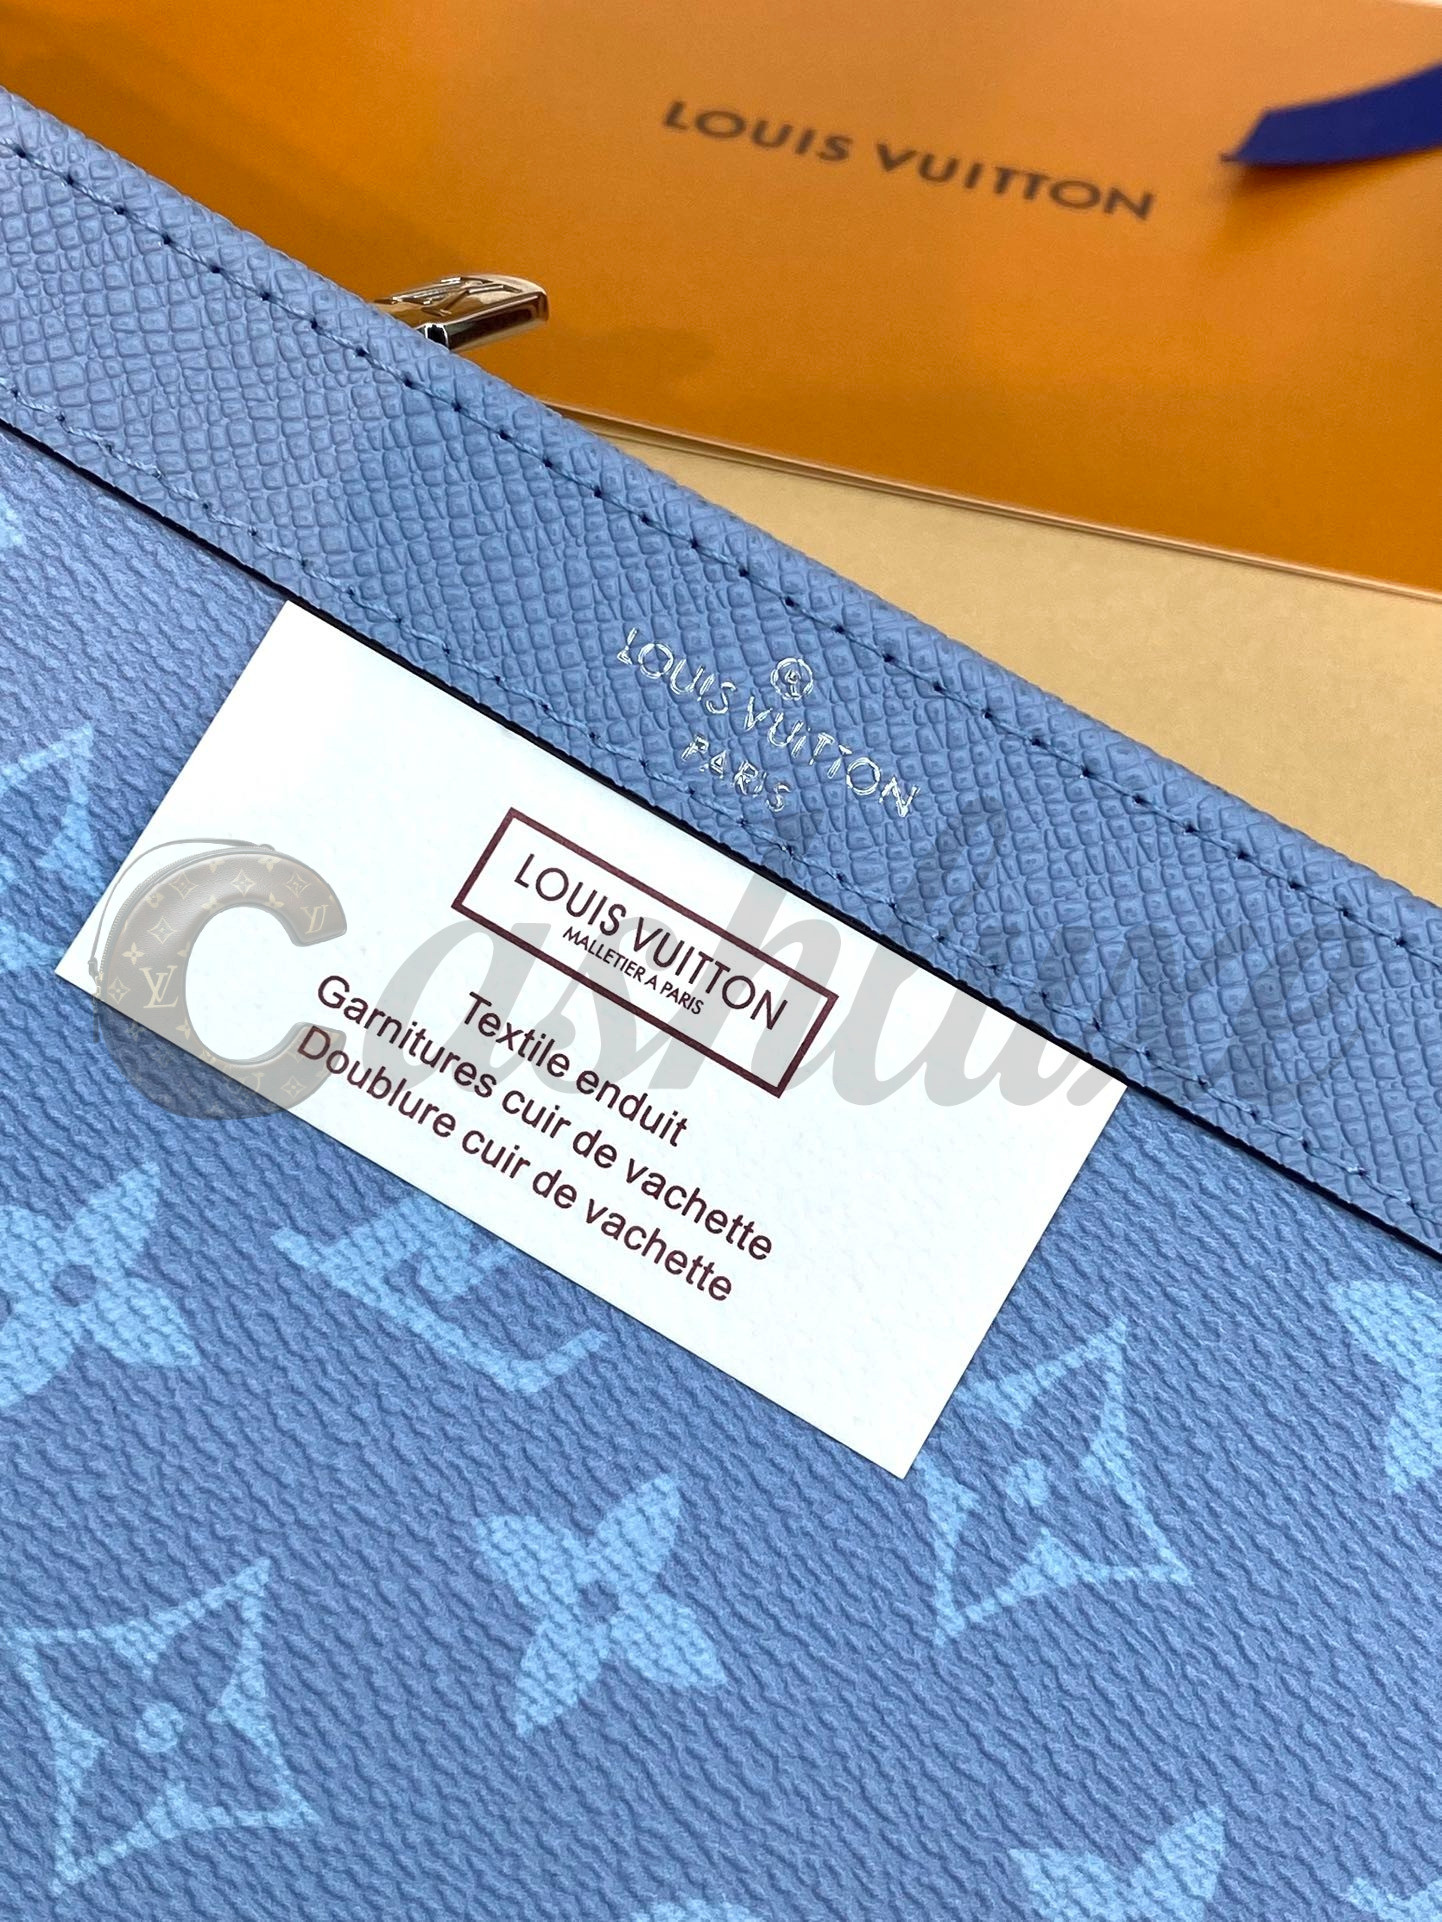 LOUIS VUITTON
R
LOUIS VUITTON
PARIS
LOUIS VUITTON
MALLETIER A PARIS
Textile enduit
Garnitures cuir de vachette
Doublure cuir de vachette